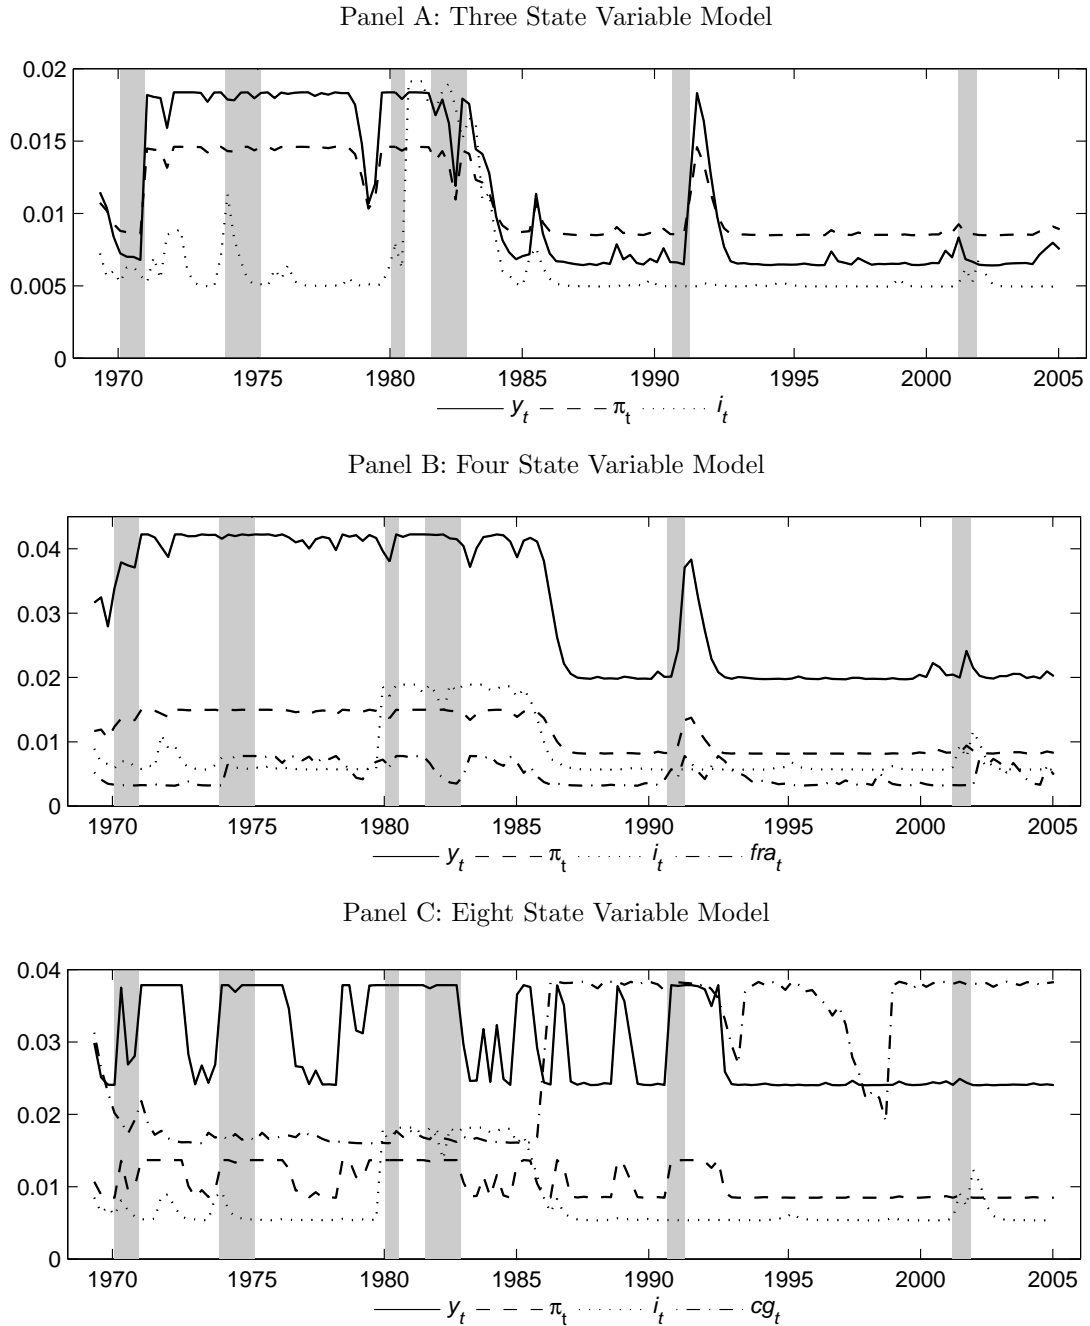 Panel A: Three State Variable Model
0.02
0.015
0.01
0.005
0
1970 1975 1980 1985 1990 1995 2000 2005
y_t π_t i_t
Panel B: Four State Variable Model
0.04
0.03
0.02
0.01
0
1970 1975 1980 1985 1990 1995 2000 2005
y_t π_t i_t fra_t
Panel C: Eight State Variable Model
0.04
0.03
0.02
0.01
0
1970 1975 1980 1985 1990 1995 2000 2005
y_t π_t i_t cg_t